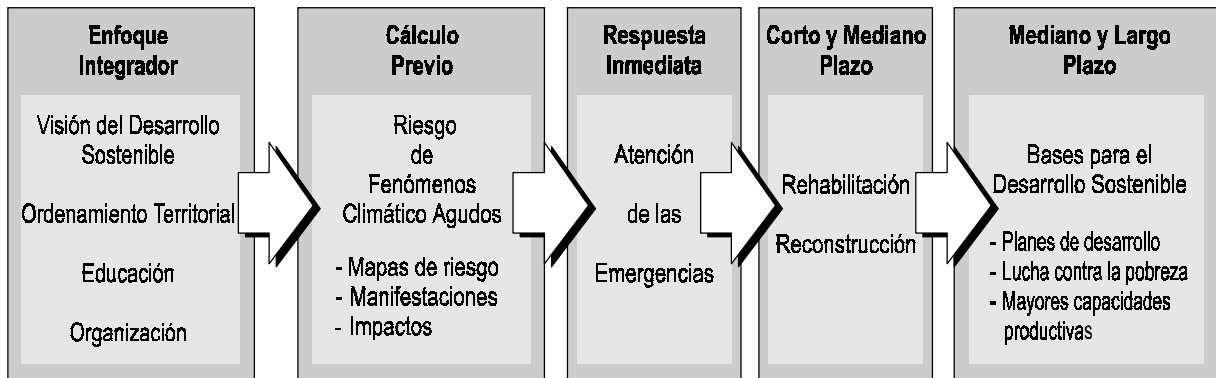 Enfoque
Integrador
Visión del Desarrollo
Sostenible
Ordenamiento Territorial
Educación
Organización
Cálculo
Previo
Riesgo
de
Fenómenos
Climático Agudos
- Mapas de riesgo
- Manifestaciones
- Impactos
Respuesta
Inmediata
Atención
de las
Emergencias
Corto y Mediano
Plazo
Rehabilitación
Reconstrucción
Mediano y Largo
Plazo
Bases para el
Desarrollo Sostenible
- Planes de desarrollo
- Lucha contra la pobreza
- Mayores capacidades
productivas